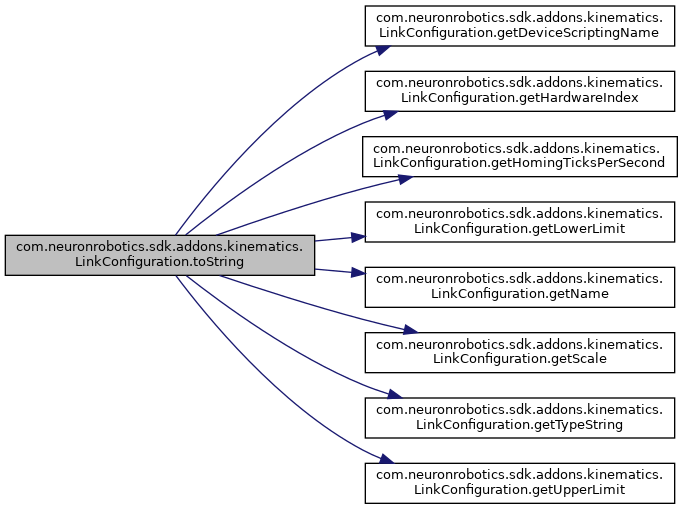 com.neuronrobotics.sdk.addons.kinematics.
LinkConfiguration.toString
com.neuronrobotics.sdk.addons.kinematics.
LinkConfiguration.getDeviceScriptingName
com.neuronrobotics.sdk.addons.kinematics.
LinkConfiguration.getHardwareIndex
com.neuronrobotics.sdk.addons.kinematics.
LinkConfiguration.getHomingTicksPerSecond
com.neuronrobotics.sdk.addons.kinematics.
LinkConfiguration.getLowerLimit
com.neuronrobotics.sdk.addons.kinematics.
LinkConfiguration.getName
com.neuronrobotics.sdk.addons.kinematics.
LinkConfiguration.getScale
com.neuronrobotics.sdk.addons.kinematics.
LinkConfiguration.getTypeString
com.neuronrobotics.sdk.addons.kinematics.
LinkConfiguration.getUpperLimit